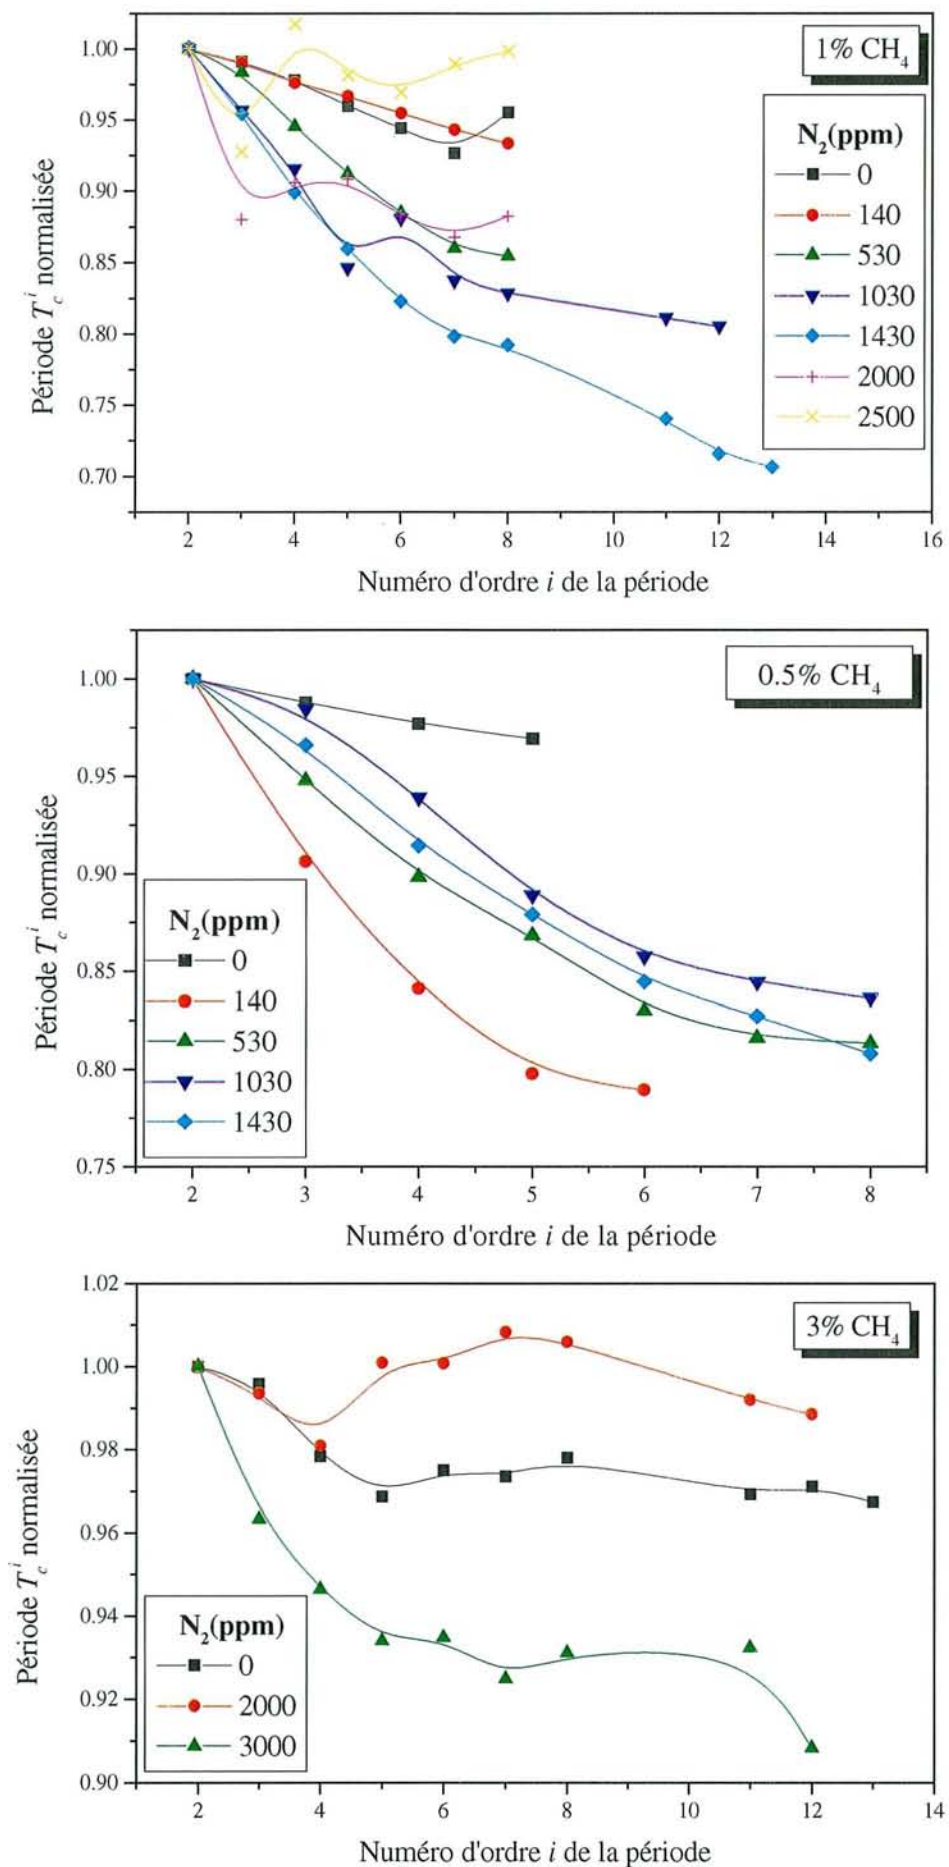 1% CH₄
1.00
0.95
0.90
0.85
0.80
0.75
0.70
Période T_c^i normalisée
N₂(ppm)
0
140
530
1030
1430
2000
2500
2 4 6 8 10 12 14 16
Numéro d'ordre i de la période
0.5% CH₄
1.00
0.95
0.90
0.85
0.80
0.75
Période T_c^i normalisée
N₂(ppm)
0
140
530
1030
1430
2 3 4 5 6 7 8
Numéro d'ordre i de la période
3% CH₄
1.02
1.00
0.98
0.96
0.94
0.92
0.90
Période T_c^i normalisée
N₂(ppm)
0
2000
3000
2 4 6 8 10 12 14
Numéro d'ordre i de la période